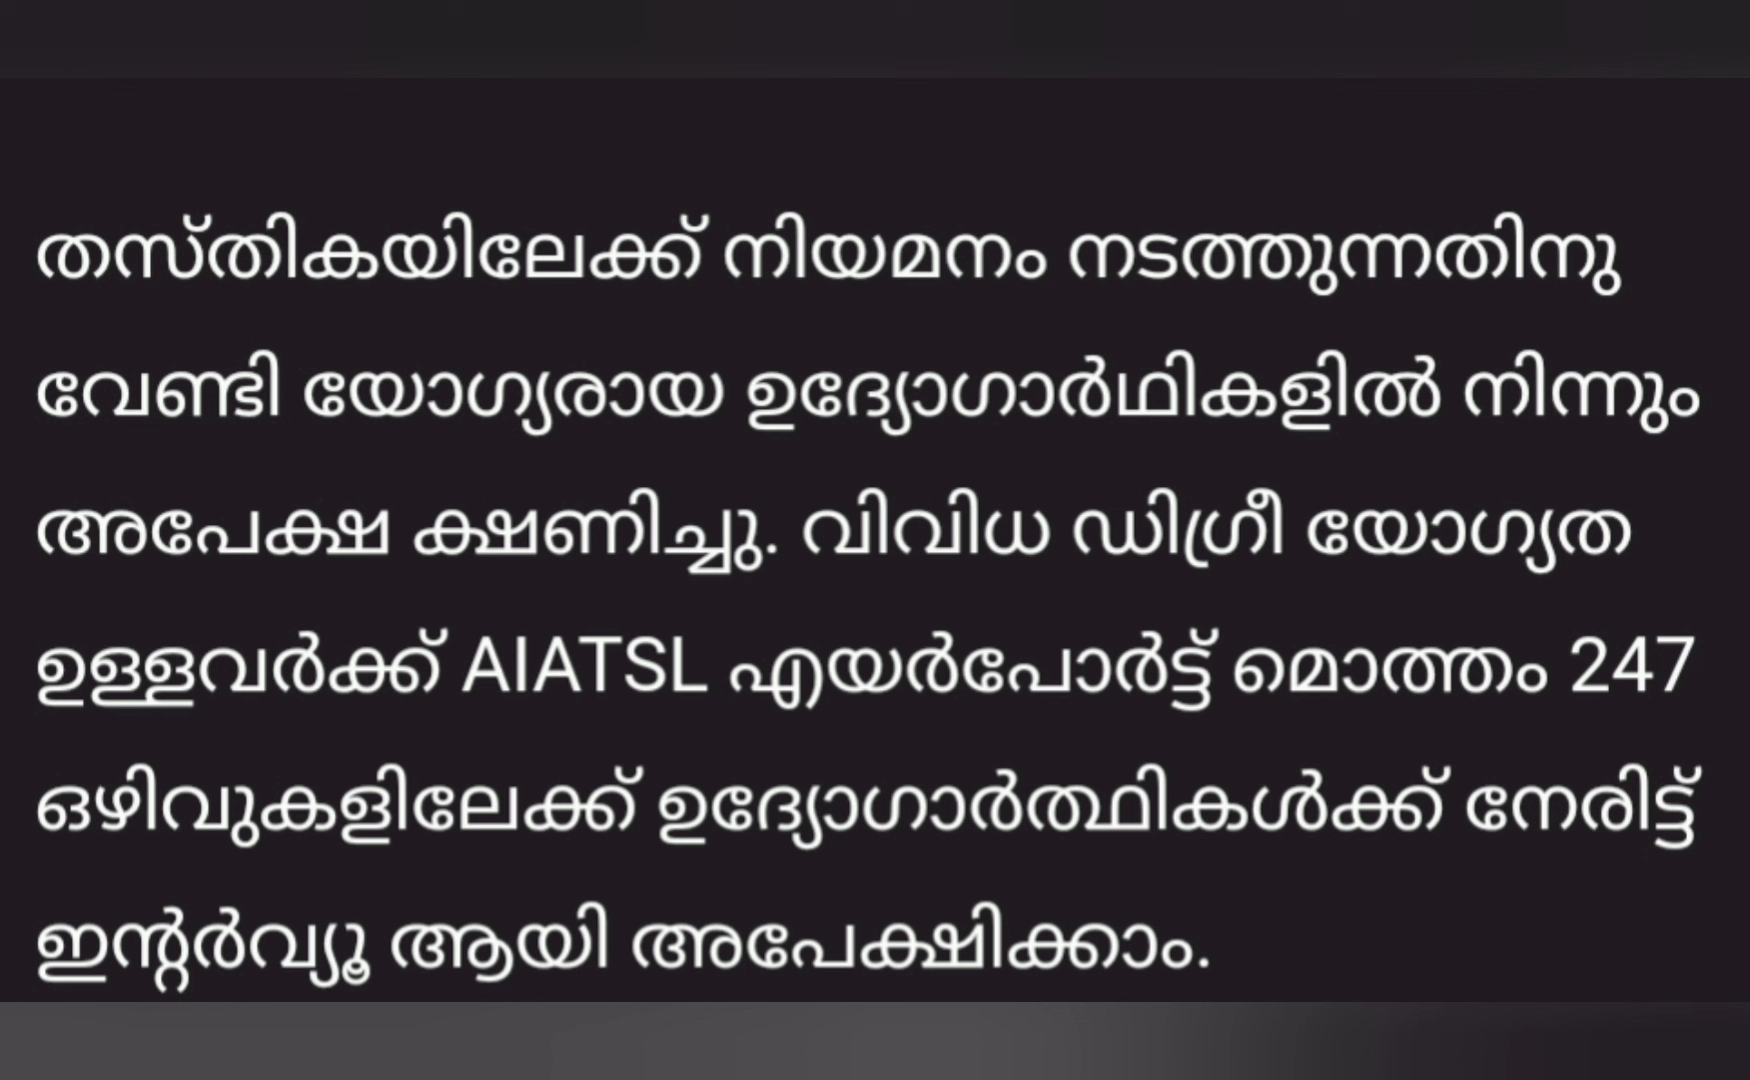 തസ്തികയിലേക്ക് നിയമനം നടത്തുന്നതിനു
വേണ്ടി യോഗ്യരായ ഉദ്യോഗാർഥികളിൽ നിന്നും
അപേക്ഷ ക്ഷണിച്ചു. വിവിധ ഡിഗ്രീ യോഗ്യത
ഉള്ളവർക്ക് AIATSL എയർപോർട്ട് മൊത്തം 247
ഒഴിവുകളിലേക്ക് ഉദ്യോഗാർത്ഥികൾക്ക് നേരിട്ട്
ഇന്റർവ്യൂ ആയി അപേക്ഷിക്കാം.